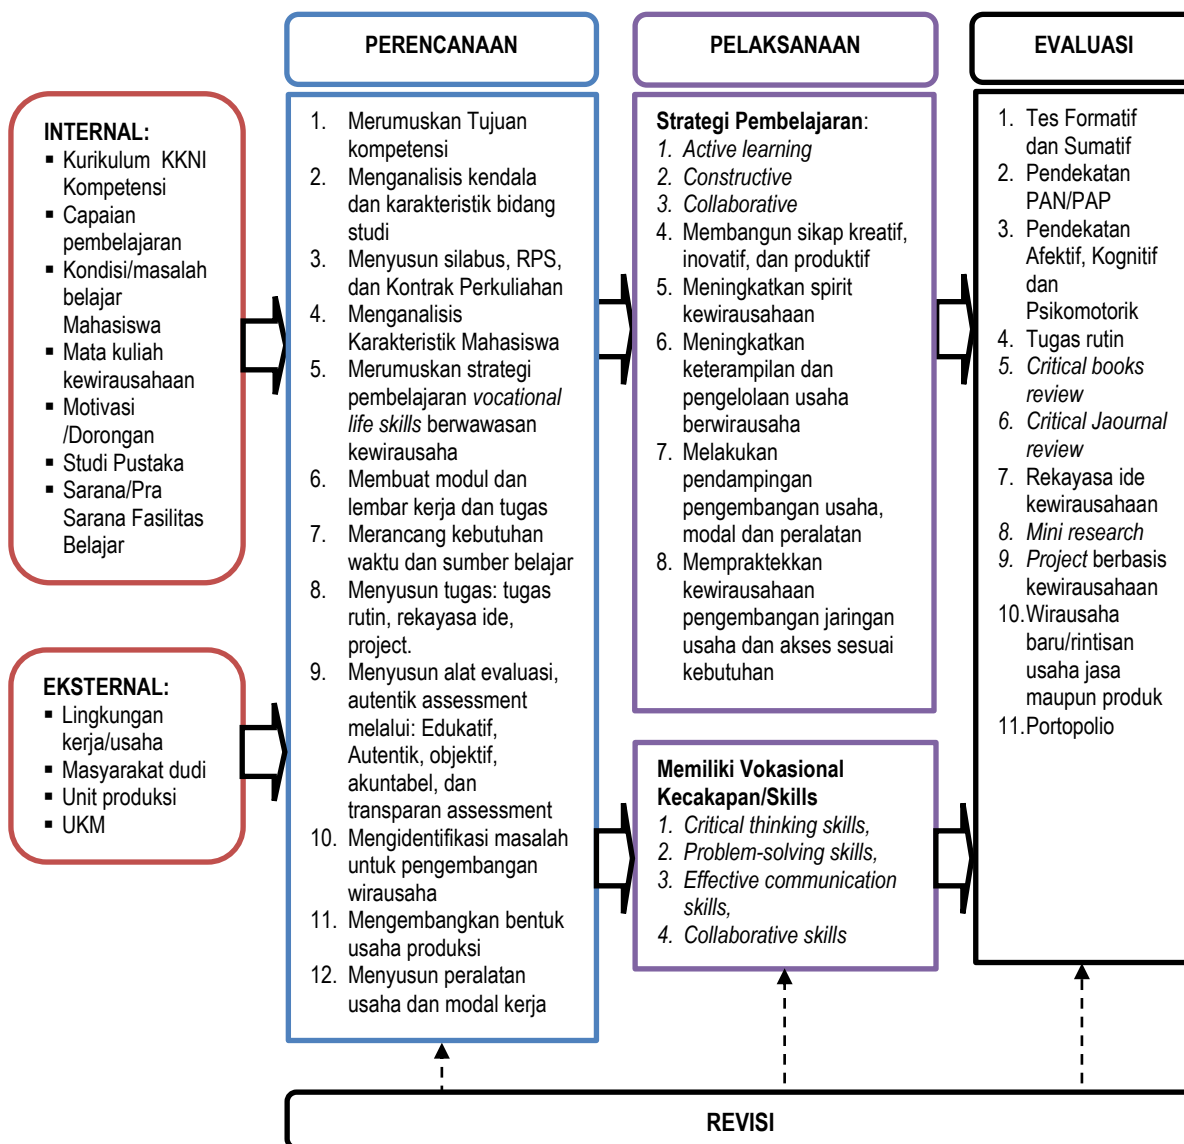 PERENCANAAN
PELAKSANAAN
EVALUASI
INTERNAL:
▪ Kurikulum KKNI
Kompetensi
▪ Capaian
pembelajaran
▪ Kondisi/masalah
belajar
Mahasiswa
▪ Mata kuliah
kewirausahaan
▪ Motivasi
/Dorongan
▪ Studi Pustaka
▪ Sarana/Pra
Sarana Fasilitas
Belajar
EKSTERNAL:
▪ Lingkungan
kerja/usaha
▪ Masyarakat dudi
▪ Unit produksi
▪ UKM
1. Merumuskan Tujuan
kompetensi
2. Menganalisis kendala
dan karakteristik bidang
studi
3. Menyusun silabus, RPS,
dan Kontrak Perkuliahan
4. Menganalisis
Karakteristik Mahasiswa
5. Merumuskan strategi
pembelajaran vocational
life skills berwawasan
kewirausaha
6. Membuat modul dan
lembar kerja dan tugas
7. Merancang kebutuhan
waktu dan sumber belajar
8. Menyusun tugas: tugas
rutin, rekayasa ide,
project.
9. Menyusun alat evaluasi,
autentik assessment
melalui: Edukatif,
Autentik, objektif,
akuntabel, dan
transparan assessment
10. Mengidentifikasi masalah
untuk pengembangan
wirausaha
11. Mengembangkan bentuk
usaha produksi
12. Menyusun peralatan
usaha dan modal kerja
Strategi Pembelajaran:
1. Active learning
2. Constructive
3. Collaborative
4. Membangun sikap kreatif,
inovatif, dan produktif
5. Meningkatkan spirit
kewirausahaan
6. Meningkatkan
keterampilan dan
pengelolaan usaha
berwirausaha
7. Melakukan
pendampingan
pengembangan usaha,
modal dan peralatan
8. Mempraktekkan
kewirausahaan
pengembangan jaringan
usaha dan akses sesuai
kebutuhan
Memiliki Vokasional
Kecakapan/Skills
1. Critical thinking skills,
2. Problem-solving skills,
3. Effective communication
skills,
4. Collaborative skills
1. Tes Formatif
dan Sumatif
2. Pendekatan
PAN/PAP
3. Pendekatan
Afektif, Kognitif
dan
Psikomotorik
4. Tugas rutin
5. Critical books
review
6. Critical Jaournal
review
7. Rekayasa ide
kewirausahaan
8. Mini research
9. Project berbasis
kewirausahaan
10. Wirausaha
baru/rintisan
usaha jasa
maupun produk
11. Portopolio
REVISI